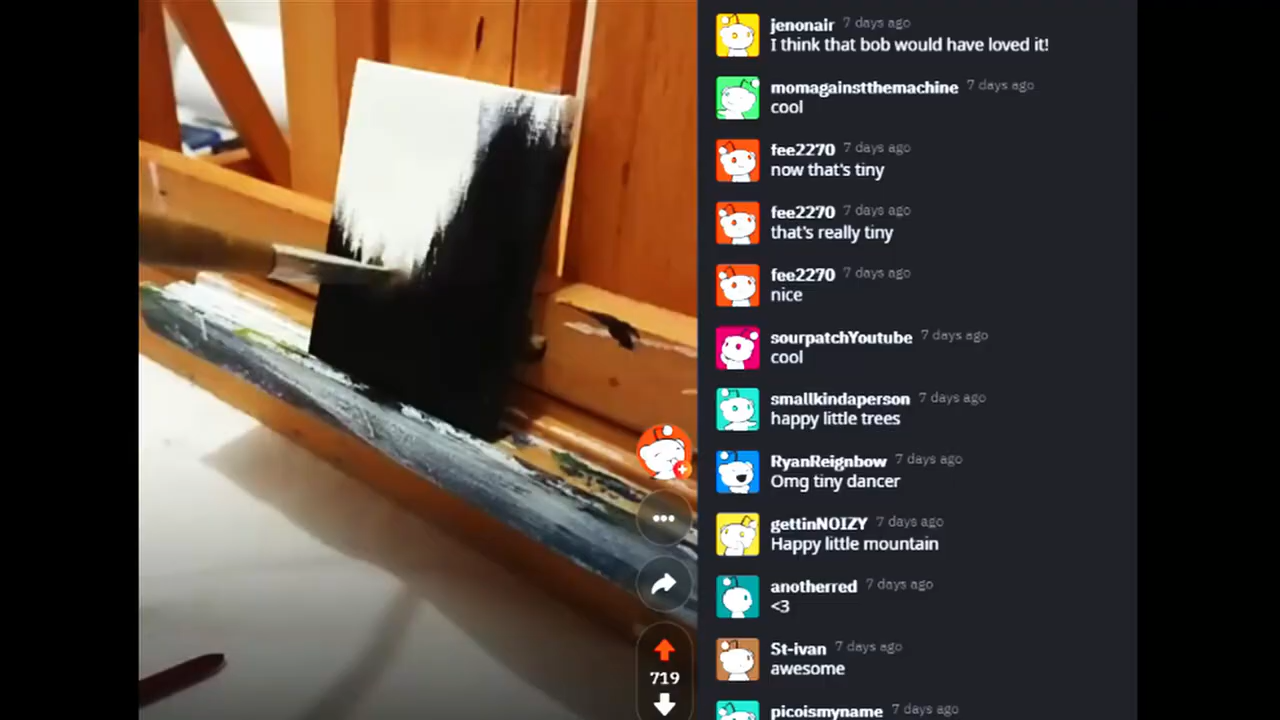 jenonair 7 days ago
I think that bob would have loved it!
momagainstthemachine 7 days ago
cool
fee2270 7 days ago
now that's tiny
fee2270 7 days ago
that's really tiny
fee2270 7 days ago
nice
sourpatchYoutube 7 days ago
cool
smallkindaperson 7 days ago
happy little trees
RyanReignbow 7 days ago
Omg tiny dancer
gettinNOIZY 7 days ago
Happy little mountain
anotherred 7 days ago
<3
St-ivan 7 days ago
awesome
picoismyname 7 days ago
719